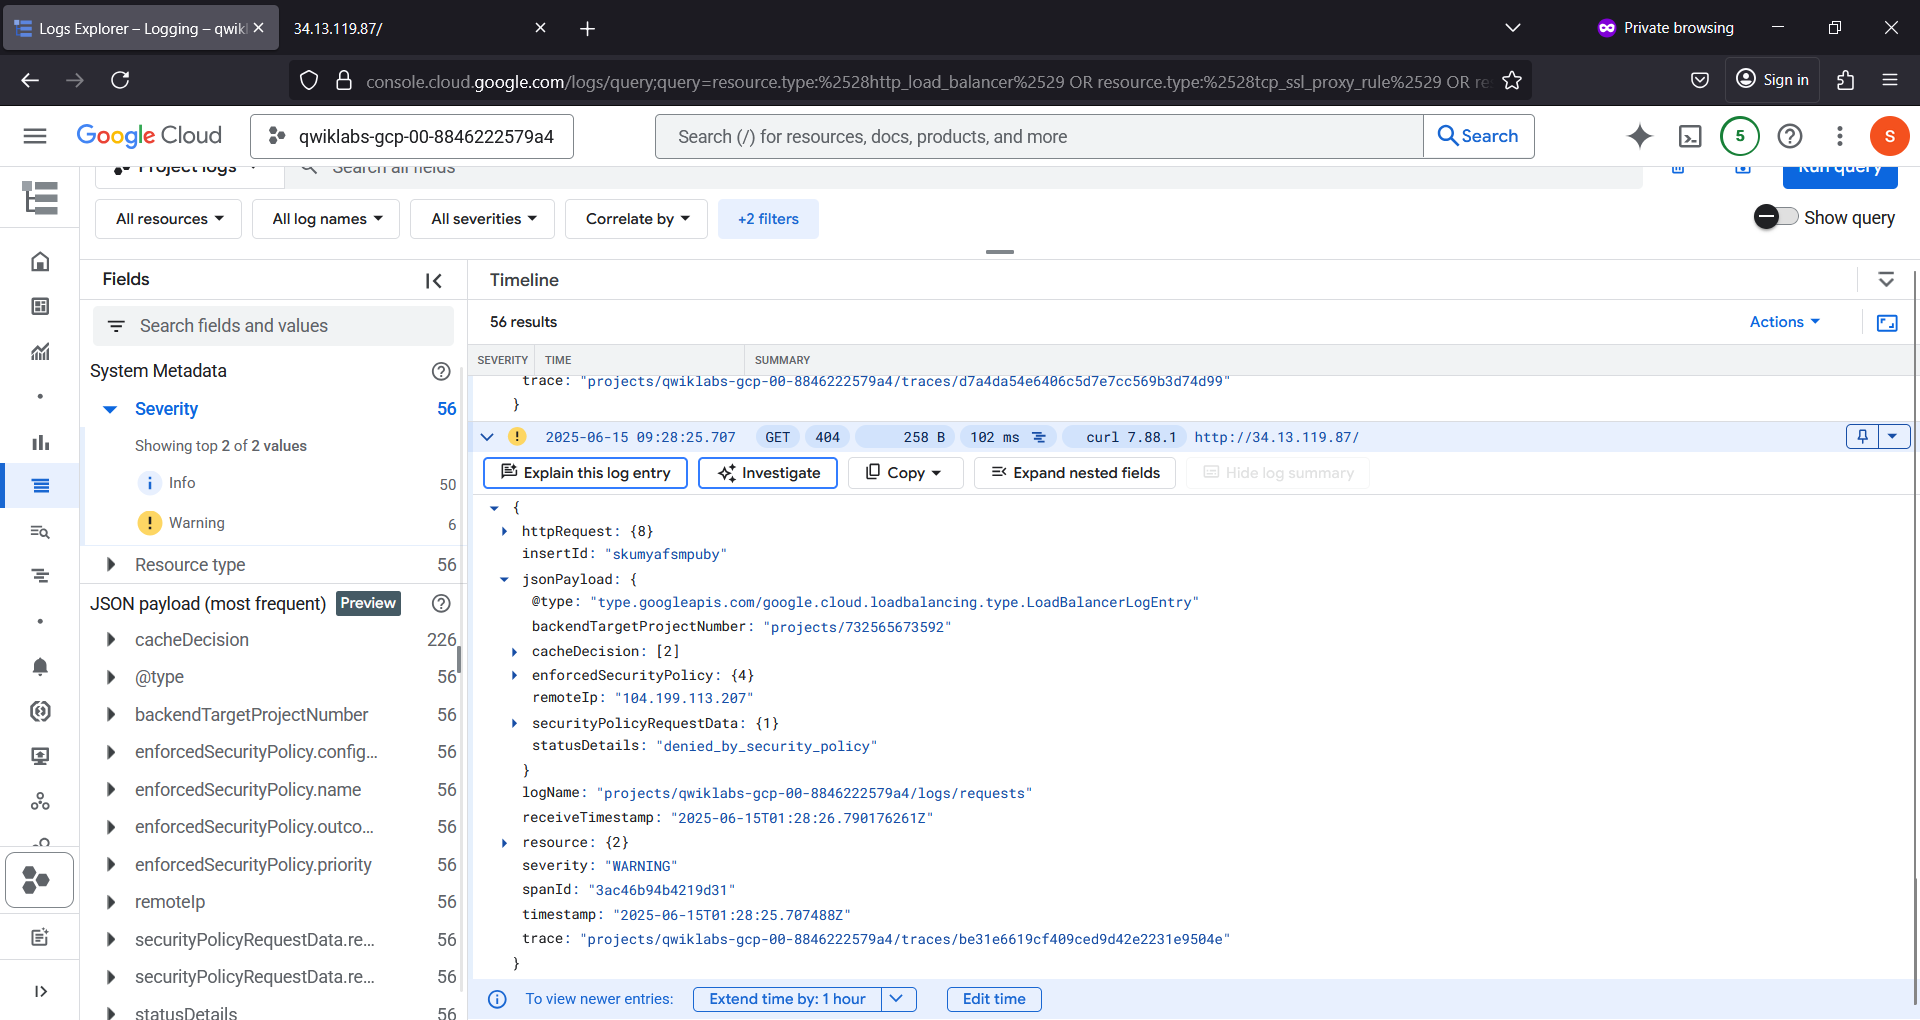 Logs Explorer – Logging – qwikl
34.13.119.87/
Private browsing
console.cloud.google.com/logs/query;query=resource.type:%2528http_load_balancer%2529 OR resource.type:%2528tcp_ssl_proxy_rule%2529 OR re
Sign in
Google Cloud
qwiklabs-gcp-00-8846222579a4
Search (/) for resources, docs, products, and more
Search
5
S
Project logs
Search all fields
Run query
All resources
All log names
All severities
Correlate by
+2 filters
Show query
Fields
Timeline
Search fields and values
56 results
Actions
SEVERITY
TIME
SUMMARY
System Metadata
Severity 56
Showing top 2 of 2 values
Info 50
Warning 6
Resource type 56
JSON payload (most frequent) Preview
cacheDecision 226
@type 56
backendTargetProjectNumber 56
enforcedSecurityPolicy.config... 56
enforcedSecurityPolicy.name 56
enforcedSecurityPolicy.outco... 56
enforcedSecurityPolicy.priority 56
remoteIp 56
securityPolicyRequestData.re... 56
securityPolicyRequestData.re... 56
statusDetails 56
trace: "projects/qwiklabs-gcp-00-8846222579a4/traces/d7a4da54e6406c5d7e7cc569b3d74d99"
}
2025-06-15 09:28:25.707 GET 404 258 B 102 ms curl 7.88.1 http://34.13.119.87/
Explain this log entry
Investigate
Copy
Expand nested fields
Hide log summary
{
httpRequest: {8}
insertId: "skumyafsmpuby"
jsonPayload: {
@type: "type.googleapis.com/google.cloud.loadbalancing.type.LoadBalancerLogEntry"
backendTargetProjectNumber: "projects/732565673592"
cacheDecision: [2]
enforcedSecurityPolicy: {4}
remoteIp: "104.199.113.207"
securityPolicyRequestData: {1}
statusDetails: "denied_by_security_policy"
}
logName: "projects/qwiklabs-gcp-00-8846222579a4/logs/requests"
receiveTimestamp: "2025-06-15T01:28:26.790176261Z"
resource: {2}
severity: "WARNING"
spanId: "3ac46b94b4219d31"
timestamp: "2025-06-15T01:28:25.707488Z"
trace: "projects/qwiklabs-gcp-00-8846222579a4/traces/be31e6619cf409ced9d42e2231e9504e"
}
To view newer entries:
Extend time by: 1 hour
Edit time